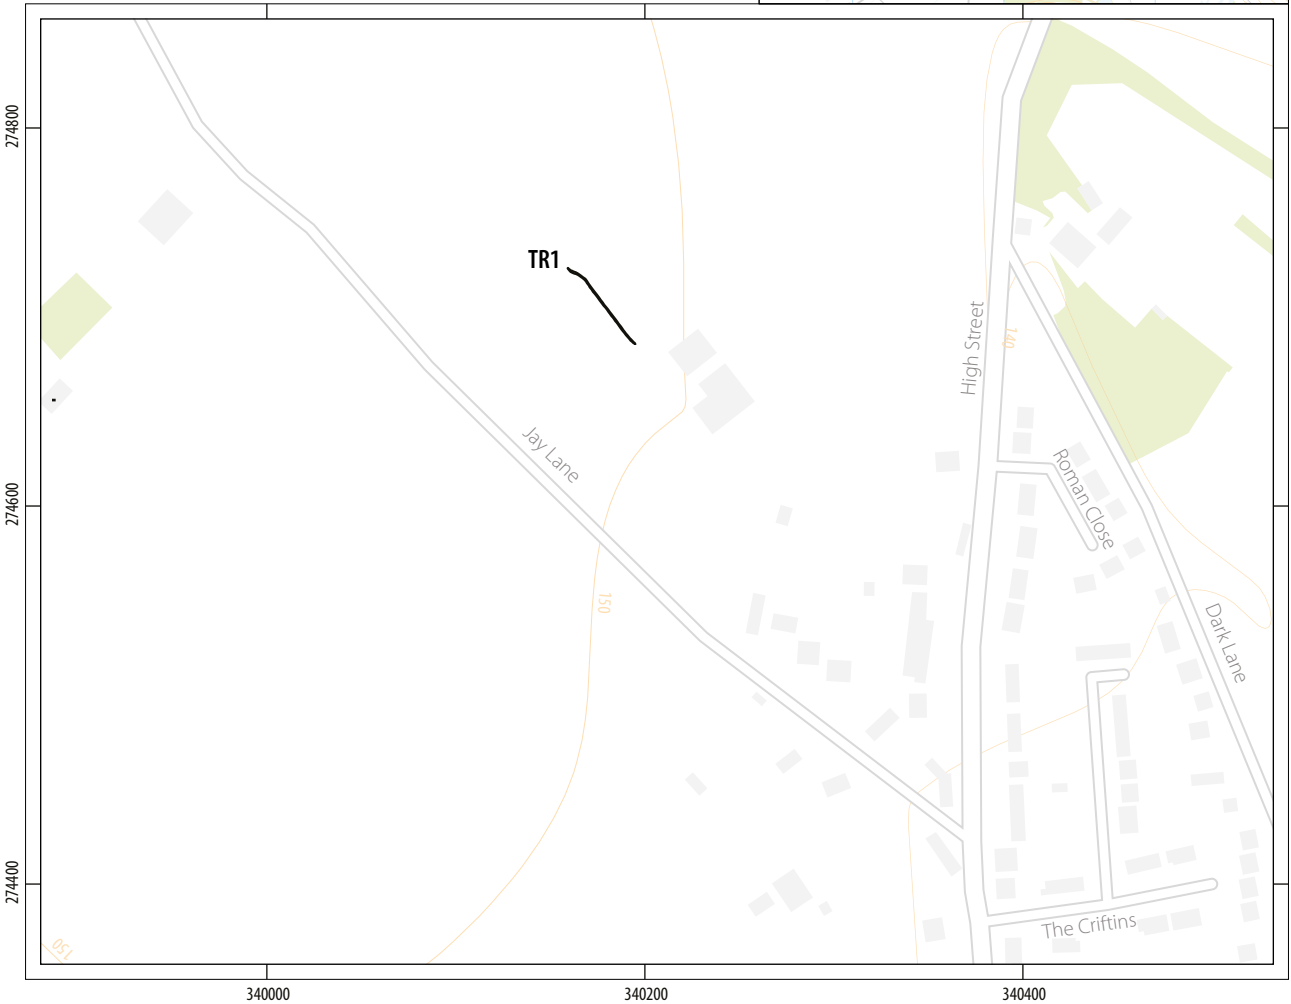 274800
TR1
High Street
140
Jay Lane
Roman Close
274600
150
Dark Lane
274400
The Criftins
150
340000
340200
340400